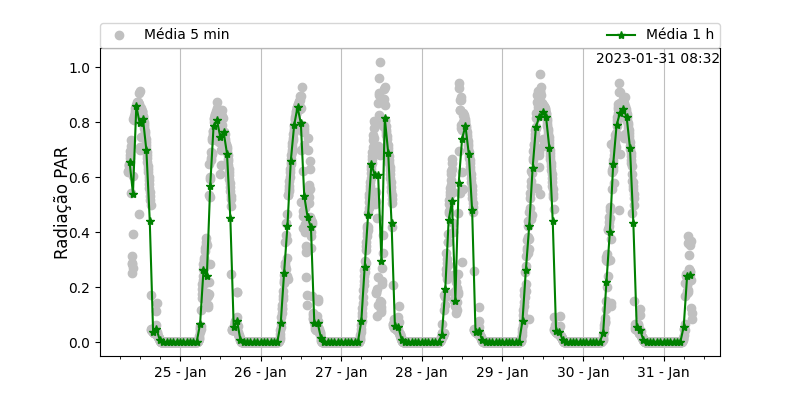 Média 5 min
Média 1 h
2023-01-31 08:32
Radiação PAR
1.0
0.8
0.6
0.4
0.2
0.0
25 - Jan
26 - Jan
27 - Jan
28 - Jan
29 - Jan
30 - Jan
31 - Jan